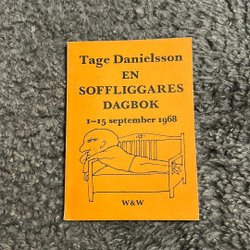 Tage Danielsson
EN
SOFFLIGGARES
DAGBOK
1–15 september 1968
W&W